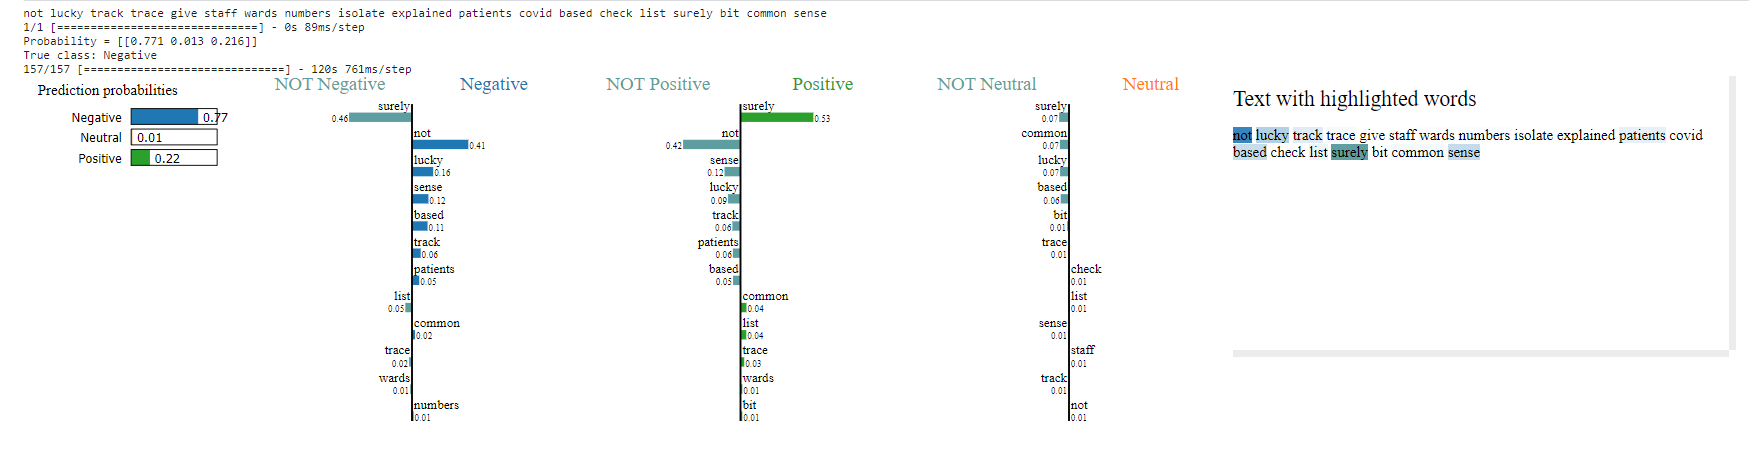 not lucky track trace give staff wards numbers isolate explained patients covid based check list surely bit common sense
1/1 [==============================] - 0s 89ms/step
Probability = [[0.771 0.013 0.216]]
True class: Negative
157/157 [==============================] - 120s 761ms/step
Prediction probabilities
Negative 0.77
Neutral 0.01
Positive 0.22
NOT Negative Negative
surely
0.46
not
0.41
lucky
0.16
sense
0.12
based
0.11
track
0.06
patients
0.05
list
0.05
common
0.02
trace
0.02
wards
0.01
numbers
0.01
NOT Positive Positive
surely
0.53
not
0.42
sense
0.12
lucky
0.09
track
0.06
patients
0.06
based
0.05
common
0.04
list
0.04
trace
0.03
wards
0.01
bit
0.01
NOT Neutral Neutral
surely
0.07
common
0.07
lucky
0.07
based
0.06
bit
0.01
trace
0.01
check
0.01
list
0.01
sense
0.01
staff
0.01
track
0.01
not
0.01
Text with highlighted words
not lucky track trace give staff wards numbers isolate explained patients covid
based check list surely bit common sense